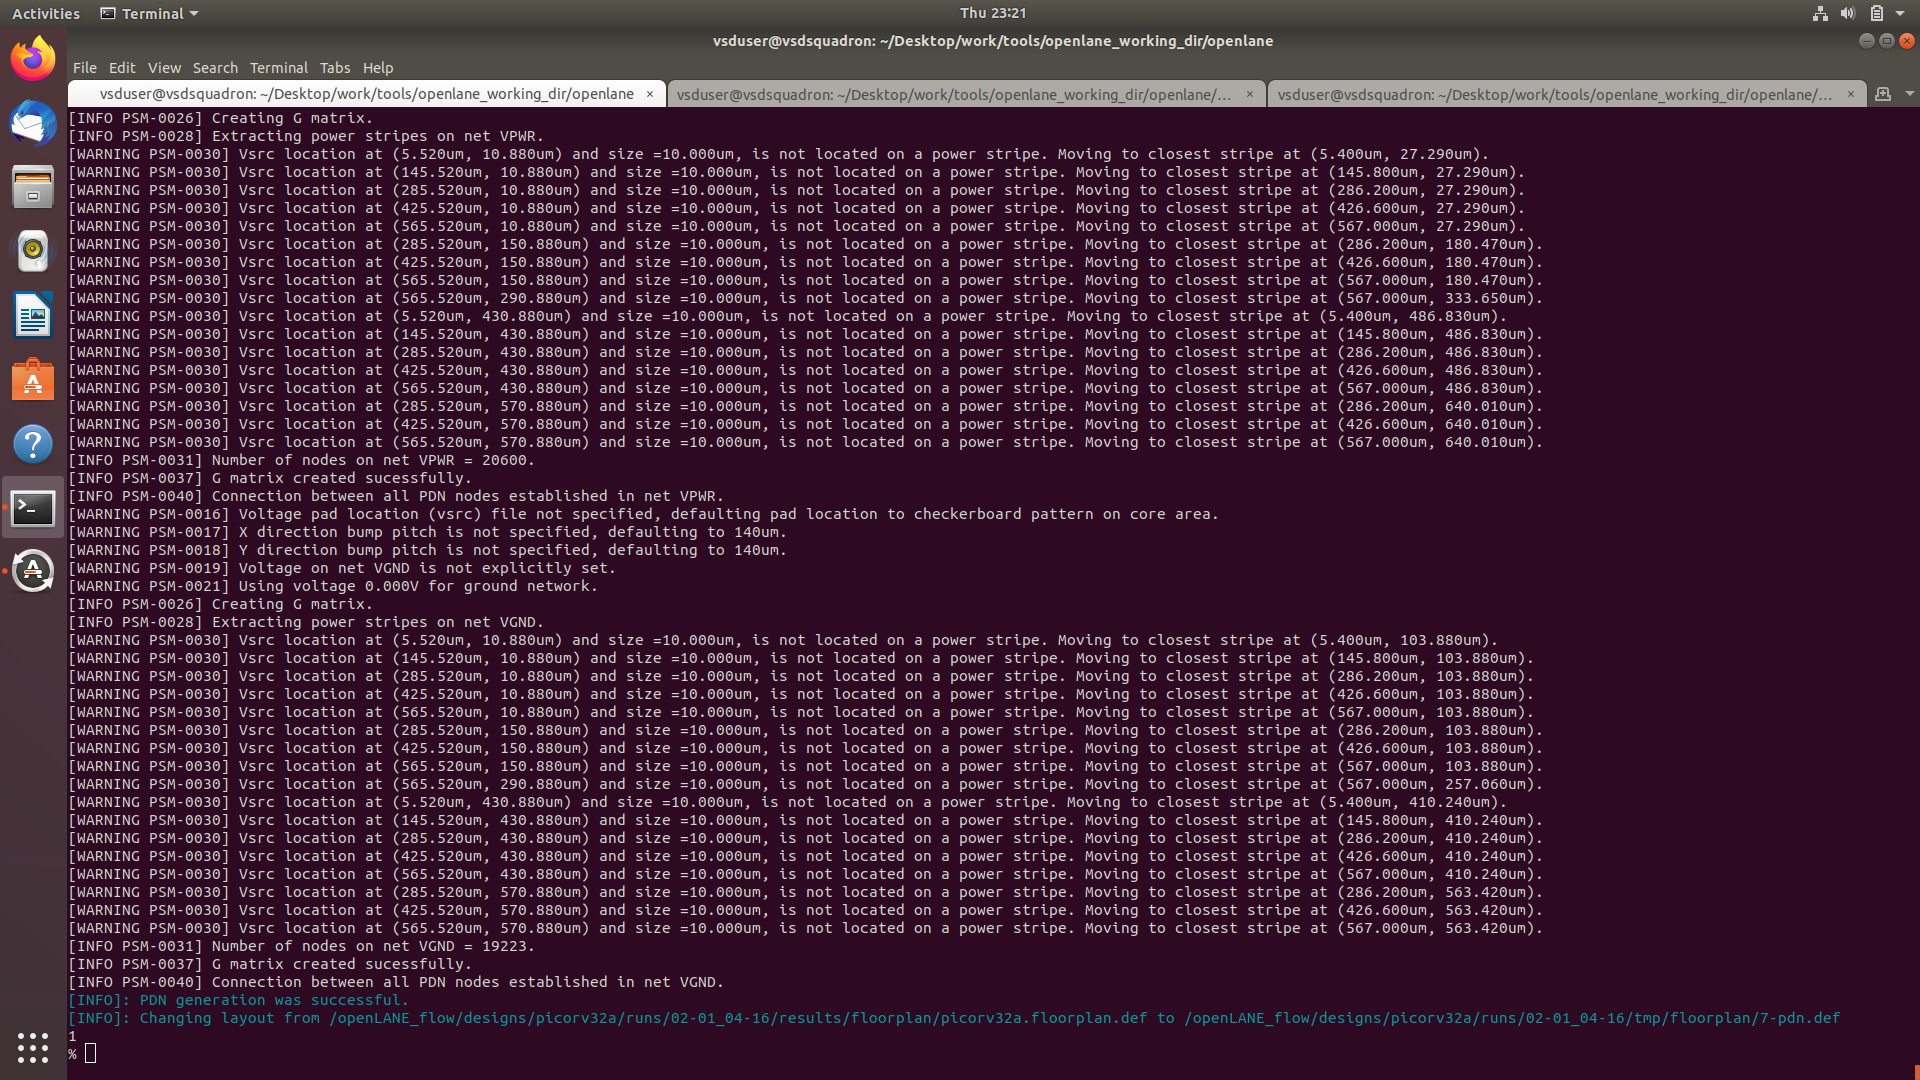 Activities
Terminal
Thu 23:21
vsduser@vsdsquadron: ~/Desktop/work/tools/openlane_working_dir/openlane
File Edit View Search Terminal Tabs Help
vsduser@vsdsquadron: ~/Desktop/work/tools/openlane_working_dir/openlane × vsduser@vsdsquadron: ~/Desktop/work/tools/openlane_working_dir/openlane/... × vsduser@vsdsquadron: ~/Desktop/work/tools/openlane_working_dir/openlane/... ×
[INFO PSM-0026] Creating G matrix.
[INFO PSM-0028] Extracting power stripes on net VPWR.
[WARNING PSM-0030] Vsrc location at (5.520um, 10.880um) and size =10.000um, is not located on a power stripe. Moving to closest stripe at (5.400um, 27.290um).
[WARNING PSM-0030] Vsrc location at (145.520um, 10.880um) and size =10.000um, is not located on a power stripe. Moving to closest stripe at (145.800um, 27.290um).
[WARNING PSM-0030] Vsrc location at (285.520um, 10.880um) and size =10.000um, is not located on a power stripe. Moving to closest stripe at (286.200um, 27.290um).
[WARNING PSM-0030] Vsrc location at (425.520um, 10.880um) and size =10.000um, is not located on a power stripe. Moving to closest stripe at (426.600um, 27.290um).
[WARNING PSM-0030] Vsrc location at (565.520um, 10.880um) and size =10.000um, is not located on a power stripe. Moving to closest stripe at (567.000um, 27.290um).
[WARNING PSM-0030] Vsrc location at (285.520um, 150.880um) and size =10.000um, is not located on a power stripe. Moving to closest stripe at (286.200um, 180.470um).
[WARNING PSM-0030] Vsrc location at (425.520um, 150.880um) and size =10.000um, is not located on a power stripe. Moving to closest stripe at (426.600um, 180.470um).
[WARNING PSM-0030] Vsrc location at (565.520um, 150.880um) and size =10.000um, is not located on a power stripe. Moving to closest stripe at (567.000um, 180.470um).
[WARNING PSM-0030] Vsrc location at (565.520um, 290.880um) and size =10.000um, is not located on a power stripe. Moving to closest stripe at (567.000um, 333.650um).
[WARNING PSM-0030] Vsrc location at (5.520um, 430.880um) and size =10.000um, is not located on a power stripe. Moving to closest stripe at (5.400um, 486.830um).
[WARNING PSM-0030] Vsrc location at (145.520um, 430.880um) and size =10.000um, is not located on a power stripe. Moving to closest stripe at (145.800um, 486.830um).
[WARNING PSM-0030] Vsrc location at (285.520um, 430.880um) and size =10.000um, is not located on a power stripe. Moving to closest stripe at (286.200um, 486.830um).
[WARNING PSM-0030] Vsrc location at (425.520um, 430.880um) and size =10.000um, is not located on a power stripe. Moving to closest stripe at (426.600um, 486.830um).
[WARNING PSM-0030] Vsrc location at (565.520um, 430.880um) and size =10.000um, is not located on a power stripe. Moving to closest stripe at (567.000um, 486.830um).
[WARNING PSM-0030] Vsrc location at (285.520um, 570.880um) and size =10.000um, is not located on a power stripe. Moving to closest stripe at (286.200um, 640.010um).
[WARNING PSM-0030] Vsrc location at (425.520um, 570.880um) and size =10.000um, is not located on a power stripe. Moving to closest stripe at (426.600um, 640.010um).
[WARNING PSM-0030] Vsrc location at (565.520um, 570.880um) and size =10.000um, is not located on a power stripe. Moving to closest stripe at (567.000um, 640.010um).
[INFO PSM-0031] Number of nodes on net VPWR = 20600.
[INFO PSM-0037] G matrix created sucessfully.
[INFO PSM-0040] Connection between all PDN nodes established in net VPWR.
[WARNING PSM-0016] Voltage pad location (vsrc) file not specified, defaulting pad location to checkerboard pattern on core area.
[WARNING PSM-0017] X direction bump pitch is not specified, defaulting to 140um.
[WARNING PSM-0018] Y direction bump pitch is not specified, defaulting to 140um.
[WARNING PSM-0019] Voltage on net VGND is not explicitly set.
[WARNING PSM-0021] Using voltage 0.000V for ground network.
[INFO PSM-0026] Creating G matrix.
[INFO PSM-0028] Extracting power stripes on net VGND.
[WARNING PSM-0030] Vsrc location at (5.520um, 10.880um) and size =10.000um, is not located on a power stripe. Moving to closest stripe at (5.400um, 103.880um).
[WARNING PSM-0030] Vsrc location at (145.520um, 10.880um) and size =10.000um, is not located on a power stripe. Moving to closest stripe at (145.800um, 103.880um).
[WARNING PSM-0030] Vsrc location at (285.520um, 10.880um) and size =10.000um, is not located on a power stripe. Moving to closest stripe at (286.200um, 103.880um).
[WARNING PSM-0030] Vsrc location at (425.520um, 10.880um) and size =10.000um, is not located on a power stripe. Moving to closest stripe at (426.600um, 103.880um).
[WARNING PSM-0030] Vsrc location at (565.520um, 10.880um) and size =10.000um, is not located on a power stripe. Moving to closest stripe at (567.000um, 103.880um).
[WARNING PSM-0030] Vsrc location at (285.520um, 150.880um) and size =10.000um, is not located on a power stripe. Moving to closest stripe at (286.200um, 103.880um).
[WARNING PSM-0030] Vsrc location at (425.520um, 150.880um) and size =10.000um, is not located on a power stripe. Moving to closest stripe at (426.600um, 103.880um).
[WARNING PSM-0030] Vsrc location at (565.520um, 150.880um) and size =10.000um, is not located on a power stripe. Moving to closest stripe at (567.000um, 103.880um).
[WARNING PSM-0030] Vsrc location at (565.520um, 290.880um) and size =10.000um, is not located on a power stripe. Moving to closest stripe at (567.000um, 257.060um).
[WARNING PSM-0030] Vsrc location at (5.520um, 430.880um) and size =10.000um, is not located on a power stripe. Moving to closest stripe at (5.400um, 410.240um).
[WARNING PSM-0030] Vsrc location at (145.520um, 430.880um) and size =10.000um, is not located on a power stripe. Moving to closest stripe at (145.800um, 410.240um).
[WARNING PSM-0030] Vsrc location at (285.520um, 430.880um) and size =10.000um, is not located on a power stripe. Moving to closest stripe at (286.200um, 410.240um).
[WARNING PSM-0030] Vsrc location at (425.520um, 430.880um) and size =10.000um, is not located on a power stripe. Moving to closest stripe at (426.600um, 410.240um).
[WARNING PSM-0030] Vsrc location at (565.520um, 430.880um) and size =10.000um, is not located on a power stripe. Moving to closest stripe at (567.000um, 410.240um).
[WARNING PSM-0030] Vsrc location at (285.520um, 570.880um) and size =10.000um, is not located on a power stripe. Moving to closest stripe at (286.200um, 563.420um).
[WARNING PSM-0030] Vsrc location at (425.520um, 570.880um) and size =10.000um, is not located on a power stripe. Moving to closest stripe at (426.600um, 563.420um).
[WARNING PSM-0030] Vsrc location at (565.520um, 570.880um) and size =10.000um, is not located on a power stripe. Moving to closest stripe at (567.000um, 563.420um).
[INFO PSM-0031] Number of nodes on net VGND = 19223.
[INFO PSM-0037] G matrix created sucessfully.
[INFO PSM-0040] Connection between all PDN nodes established in net VGND.
[INFO]: PDN generation was successful.
[INFO]: Changing layout from /openLANE_flow/designs/picorv32a/runs/02-01_04-16/results/floorplan/picorv32a.floorplan.def to /openLANE_flow/designs/picorv32a/runs/02-01_04-16/tmp/floorplan/7-pdn.def
1
%